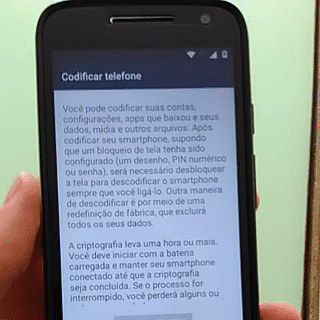 Codificar telefone
Você pode codificar suas contas,
configurações, apps que baixou e seus
dados, mídia e outros arquivos. Após
codificar seu smartphone, supondo
que um bloqueio de tela tenha sido
configurado (um desenho, PIN numérico
ou senha), será necessário desbloquear
a tela para descodificar o smartphone
sempre que você ligá-lo. Outra maneira
de descodificar é por meio de uma
redefinição de fábrica, que excluirá
todos os seus dados.
A criptografia leva uma hora ou mais.
Você deve iniciar com a bateria
carregada e manter seu smartphone
conectado até que a criptografia
seja concluída. Se o processo for
interrompido, você perderá alguns ou